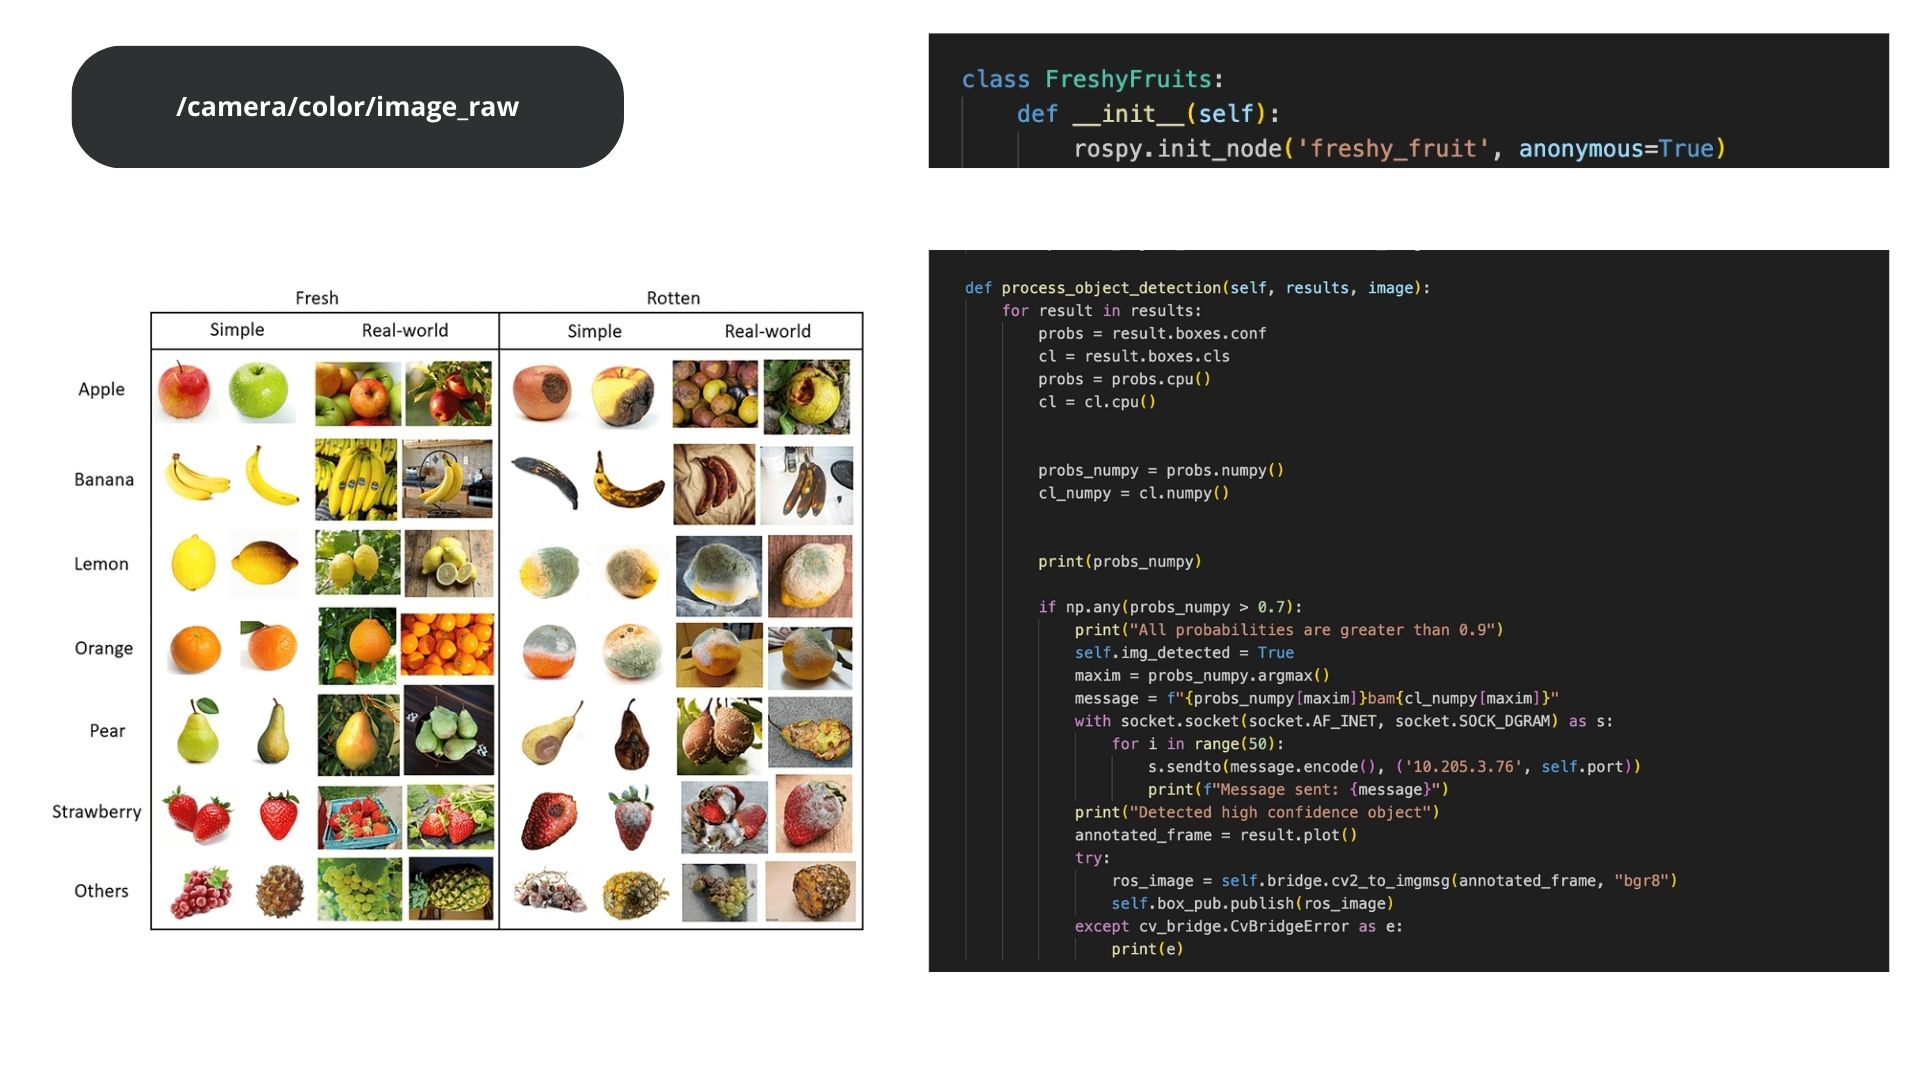 /camera/color/image_raw
class FreshyFruits:
def __init__(self):
rospy.init_node('freshy_fruit', anonymous=True)
Fresh Rotten
Simple Real-world Simple Real-world
Apple
Banana
Lemon
Orange
Pear
Strawberry
Others
def process_object_detection(self, results, image):
for result in results:
probs = result.boxes.conf
cl = result.boxes.cls
probs = probs.cpu()
cl = cl.cpu()
probs_numpy = probs.numpy()
cl_numpy = cl.numpy()
print(probs_numpy)
if np.any(probs_numpy > 0.7):
print("All probabilities are greater than 0.9")
self.img_detected = True
maxim = probs_numpy.argmax()
message = f"{probs_numpy[maxim]}bam{cl_numpy[maxim]}"
with socket.socket(socket.AF_INET, socket.SOCK_DGRAM) as s:
for i in range(50):
s.sendto(message.encode(), ('10.205.3.76', self.port))
print(f"Message sent: {message}")
print("Detected high confidence object")
annotated_frame = result.plot()
try:
ros_image = self.bridge.cv2_to_imgmsg(annotated_frame, "bgr8")
self.box_pub.publish(ros_image)
except cv_bridge.CvBridgeError as e:
print(e)